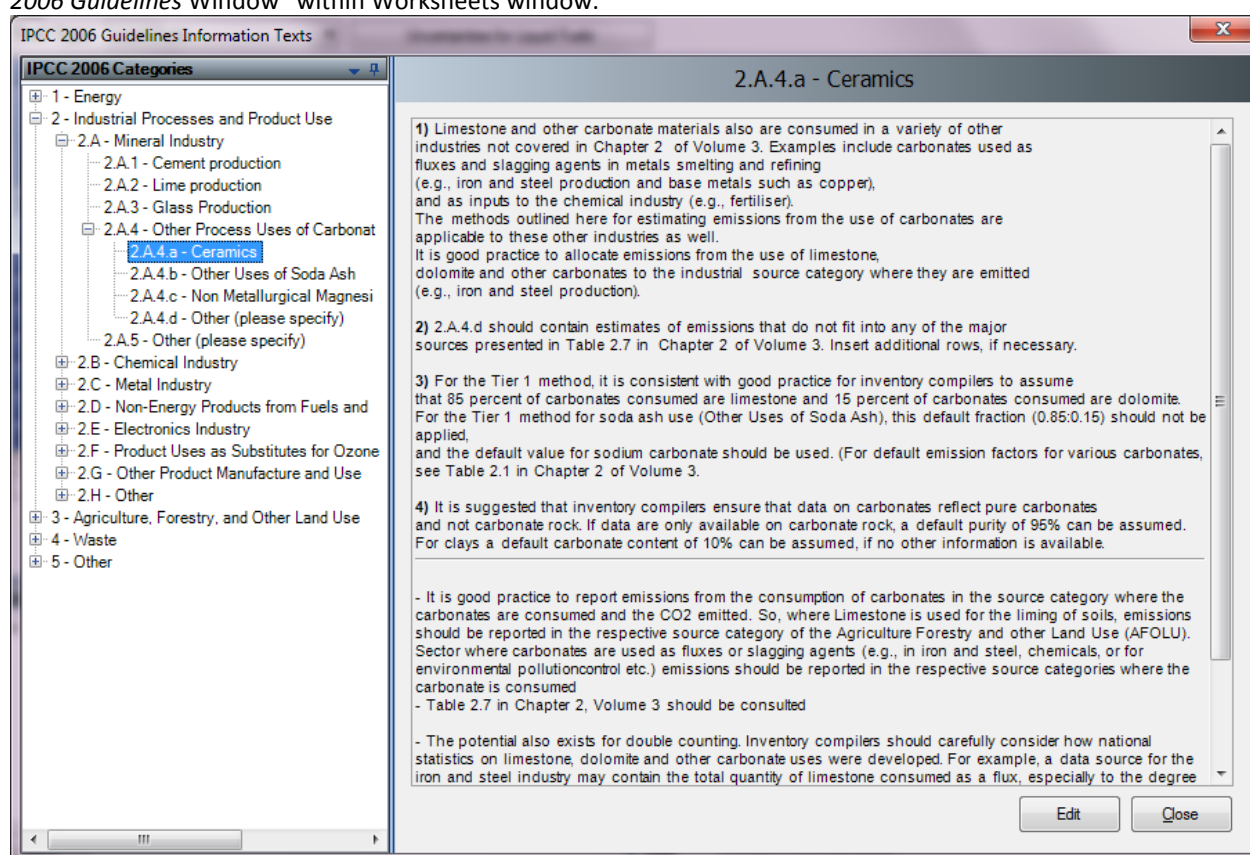 2006 Guidelines Window" within Worksheets window.
IPCC 2006 Guidelines Information Texts
Uncertainties for Liquid Fuels
IPCC 2006 Categories
1 - Energy
2 - Industrial Processes and Product Use
2.A - Mineral Industry
2.A.1 - Cement production
2.A.2 - Lime production
2.A.3 - Glass Production
2.A.4 - Other Process Uses of Carbonat
2.A.4.a - Ceramics
2.A.4.b - Other Uses of Soda Ash
2.A.4.c - Non Metallurgical Magnesi
2.A.4.d - Other (please specify)
2.A.5 - Other (please specify)
2.B - Chemical Industry
2.C - Metal Industry
2.D - Non-Energy Products from Fuels and
2.E - Electronics Industry
2.F - Product Uses as Substitutes for Ozone
2.G - Other Product Manufacture and Use
2.H - Other
3 - Agriculture, Forestry, and Other Land Use
4 - Waste
5 - Other
2.A.4.a - Ceramics
1) Limestone and other carbonate materials also are consumed in a variety of other
industries not covered in Chapter 2 of Volume 3. Examples include carbonates used as
fluxes and slagging agents in metals smelting and refining
(e.g., iron and steel production and base metals such as copper),
and as inputs to the chemical industry (e.g., fertiliser).
The methods outlined here for estimating emissions from the use of carbonates are
applicable to these other industries as well.
It is good practice to allocate emissions from the use of limestone,
dolomite and other carbonates to the industrial source category where they are emitted
(e.g., iron and steel production).
2) 2.A.4.d should contain estimates of emissions that do not fit into any of the major
sources presented in Table 2.7 in Chapter 2 of Volume 3. Insert additional rows, if necessary.
3) For the Tier 1 method, it is consistent with good practice for inventory compilers to assume
that 85 percent of carbonates consumed are limestone and 15 percent of carbonates consumed are dolomite.
For the Tier 1 method for soda ash use (Other Uses of Soda Ash), this default fraction (0.85:0.15) should not be
applied,
and the default value for sodium carbonate should be used. (For default emission factors for various carbonates,
see Table 2.1 in Chapter 2 of Volume 3.
4) It is suggested that inventory compilers ensure that data on carbonates reflect pure carbonates
and not carbonate rock. If data are only available on carbonate rock, a default purity of 95% can be assumed.
For clays a default carbonate content of 10% can be assumed, if no other information is available.
- It is good practice to report emissions from the consumption of carbonates in the source category where the
carbonates are consumed and the CO2 emitted. So, where Limestone is used for the liming of soils, emissions
should be reported in the respective source category of the Agriculture Forestry and other Land Use (AFOLU).
Sector where carbonates are used as fluxes or slagging agents (e.g., in iron and steel, chemicals, or for
environmental pollutioncontrol etc.) emissions should be reported in the respective source categories where the
carbonate is consumed
- Table 2.7 in Chapter 2, Volume 3 should be consulted
- The potential also exists for double counting. Inventory compilers should carefully consider how national
statistics on limestone, dolomite and other carbonate uses were developed. For example, a data source for the
iron and steel industry may contain the total quantity of limestone consumed as a flux, especially to the degree
Edit
Close